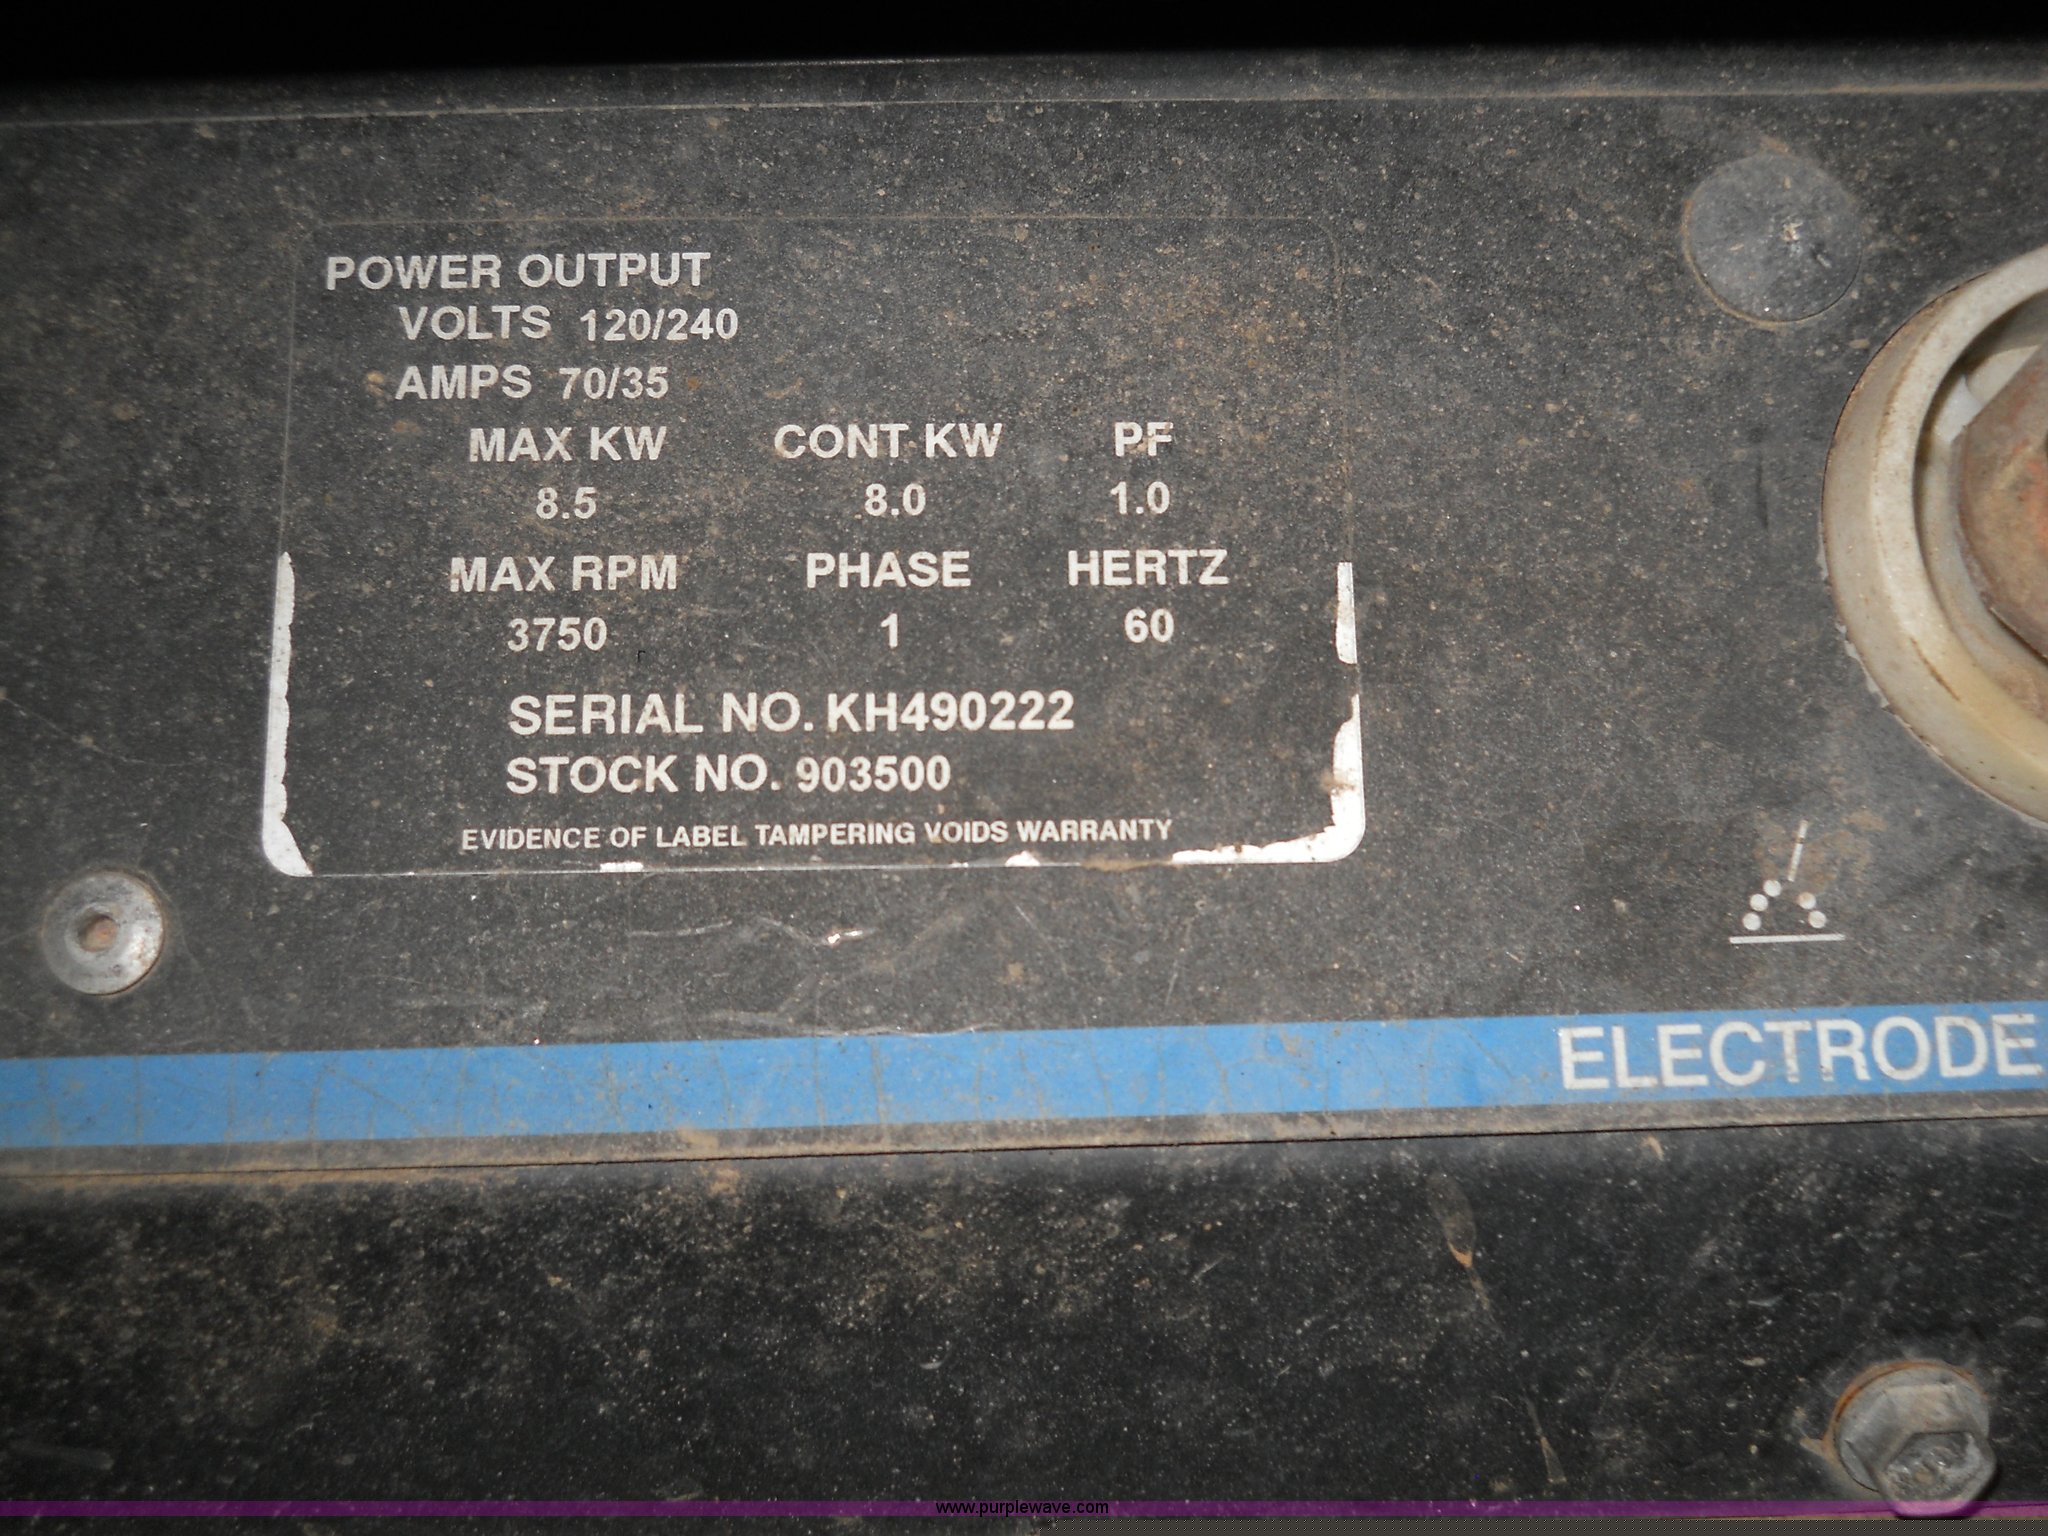 POWER OUTPUT
VOLTS 120/240
AMPS 70/35
MAX KW CONT KW PF
8.5 8.0 1.0
MAX RPM PHASE HERTZ
3750 1 60
SERIAL NO. KH490222
STOCK NO. 903500
EVIDENCE OF LABEL TAMPERING VOIDS WARRANTY
ELECTRODE
www.purplewave.com